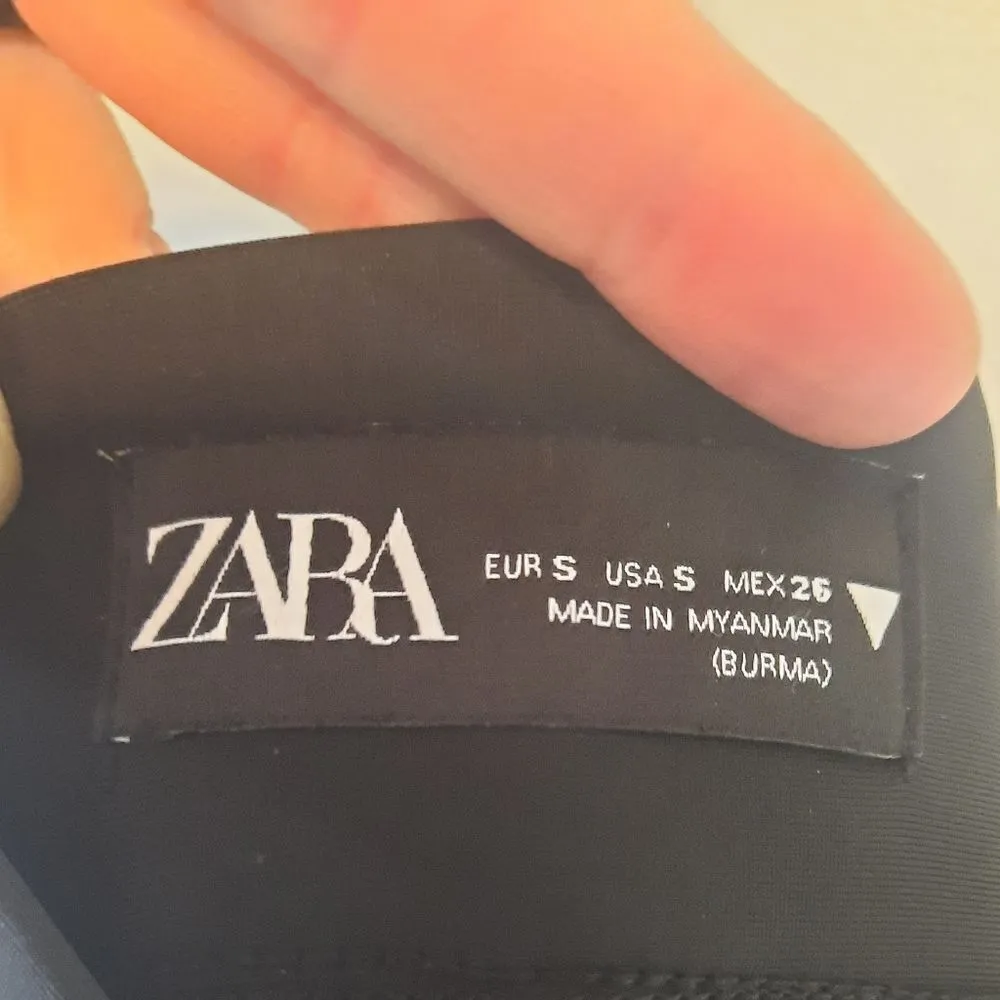 ZARA
EUR S USA S MEX 26
MADE IN MYANMAR
(BURMA)